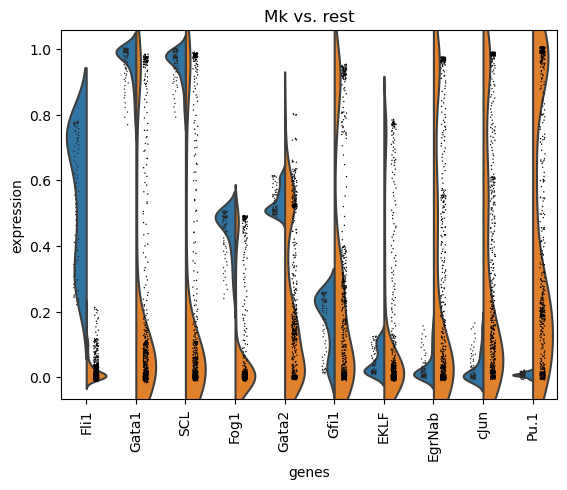 Mk vs. rest
expression
1.0
0.8
0.6
0.4
0.2
0.0
Fli1
Gata1
SCL
Fog1
Gata2
Gfi1
EKLF
EgrNab
cJun
Pu.1
genes